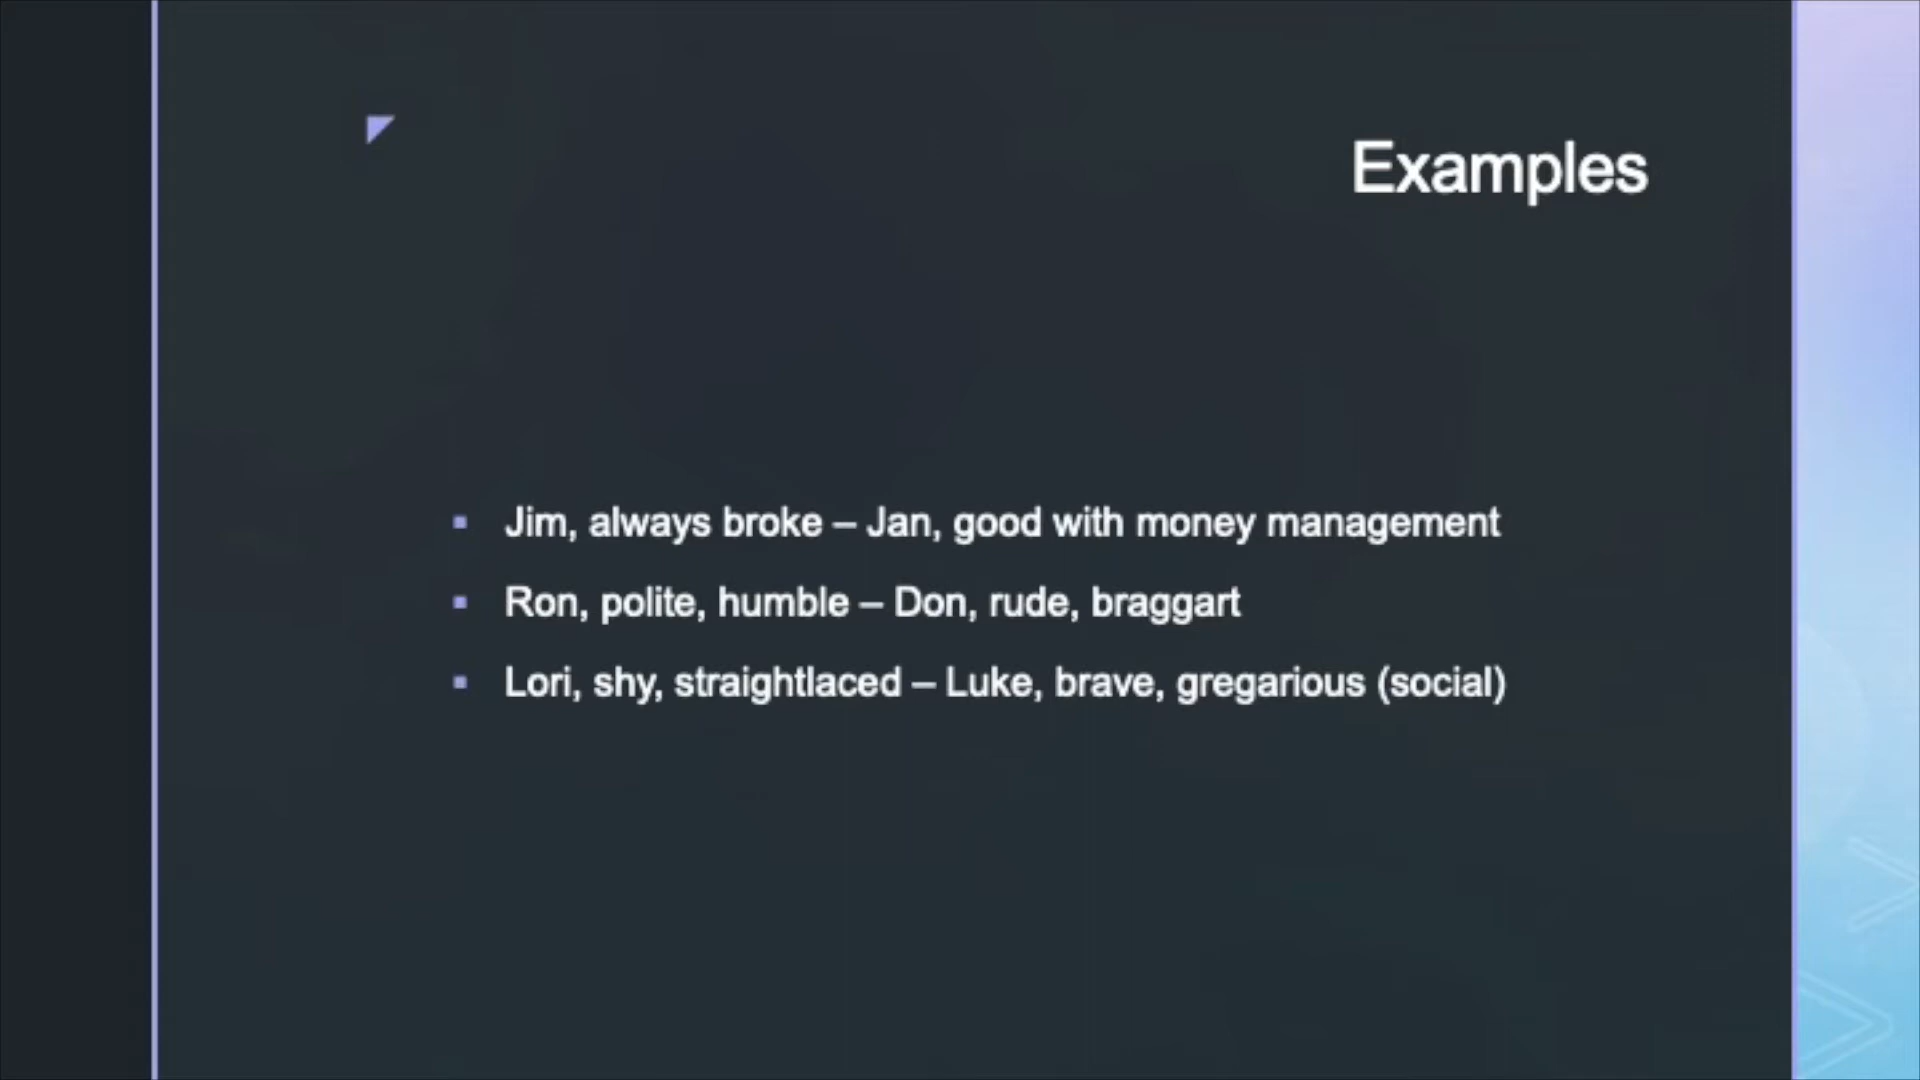 Examples
Jim, always broke – Jan, good with money management
Ron, polite, humble – Don, rude, braggart
Lori, shy, straightlaced – Luke, brave, gregarious (social)